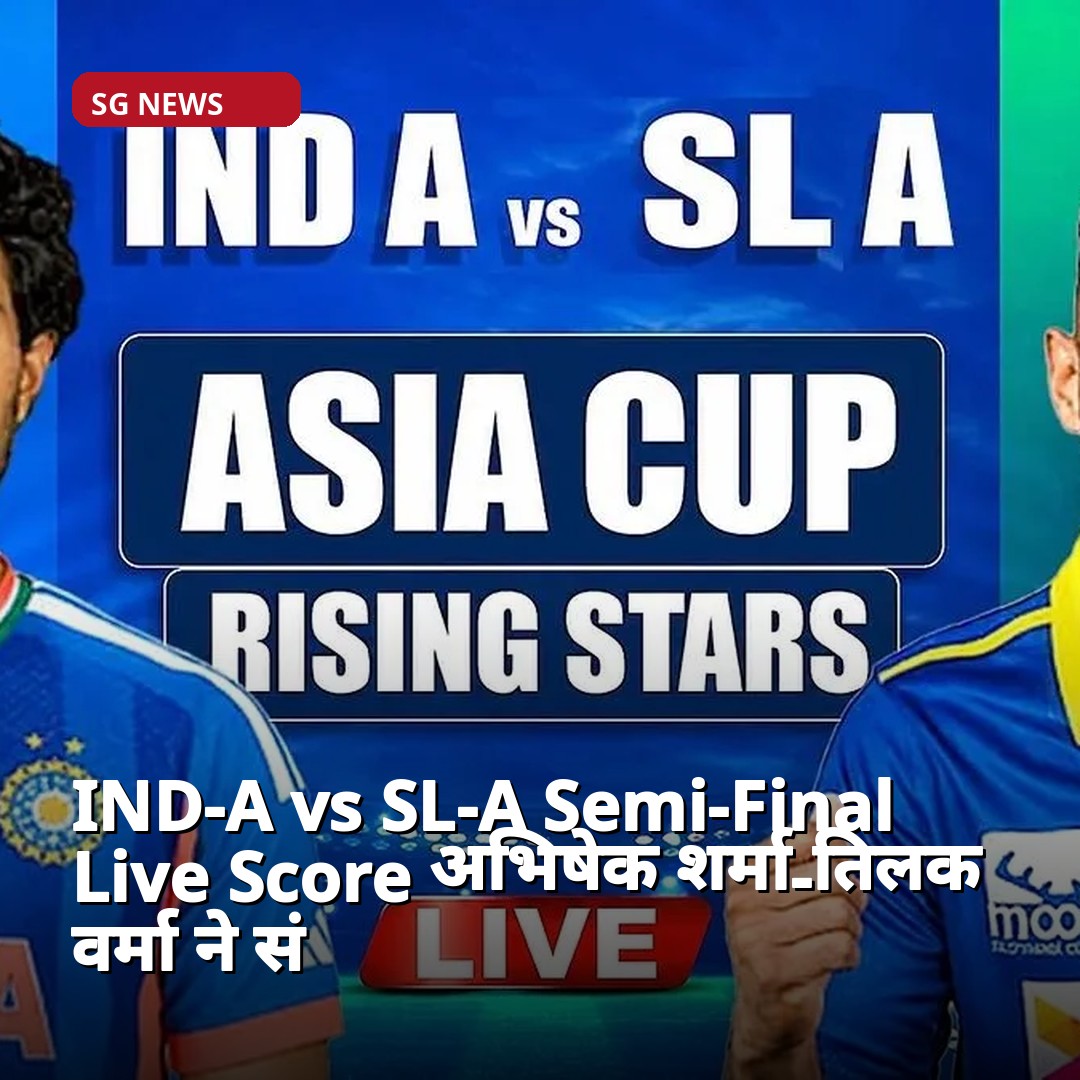 SG NEWS
IND A vs SL A
ASIA CUP
RISING STARS
IND-A vs SL-A Semi-Final
Live Score अभिषेक शर्मा-तिलक
वर्मा ने सं
LIVE
moo
A